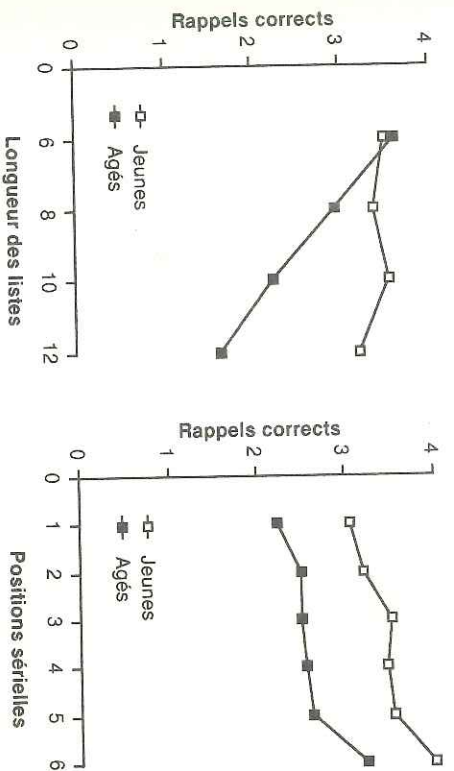 Rappels corrects
4
3
2
1
0
Jeunes
Agés
0
6
8
10
12
Longueur des listes
Rappels corrects
4
3
2
1
0
Jeunes
Agés
0
1
2
3
4
5
6
Positions sérielles